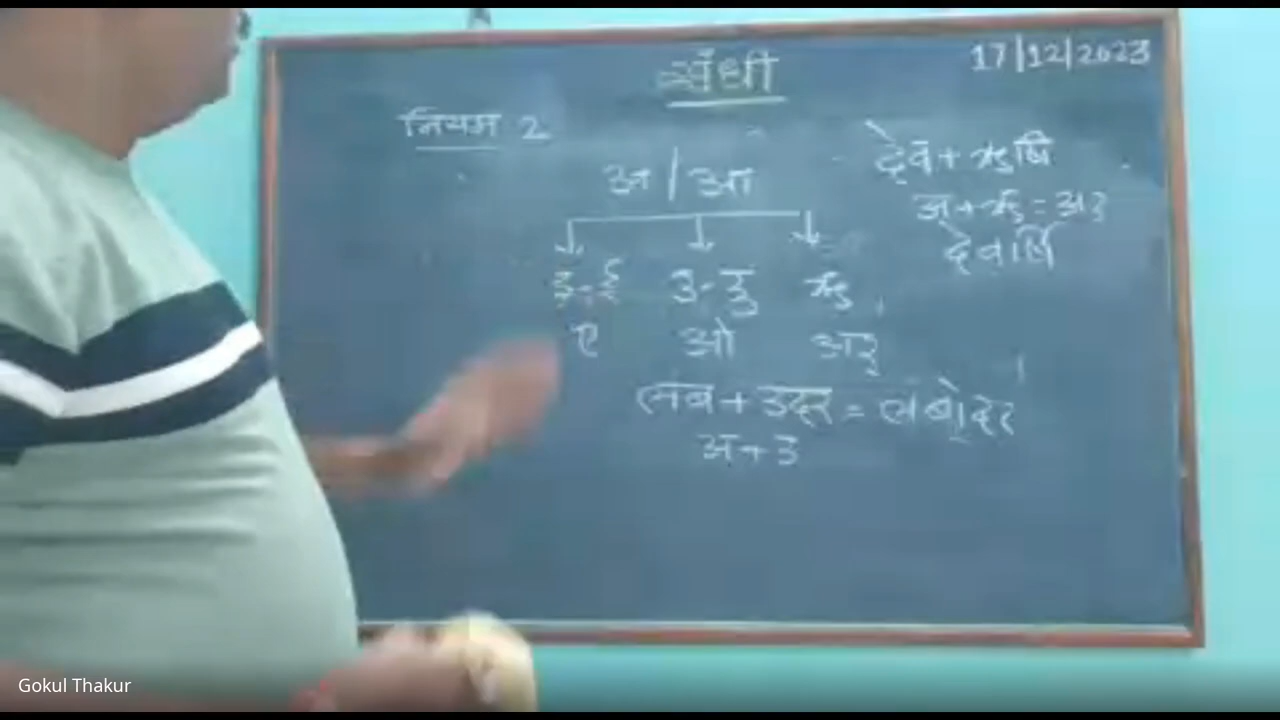 संधी
17/12/2023
नियम 2
अ/आ
देव + ऋषि
अ + ऋ = अर
देवर्षि
इ-ई उ-ऊ ऋ
ए ओ अर्
लंब + उदर = लंबोदर
अ + उ
Gokul Thakur